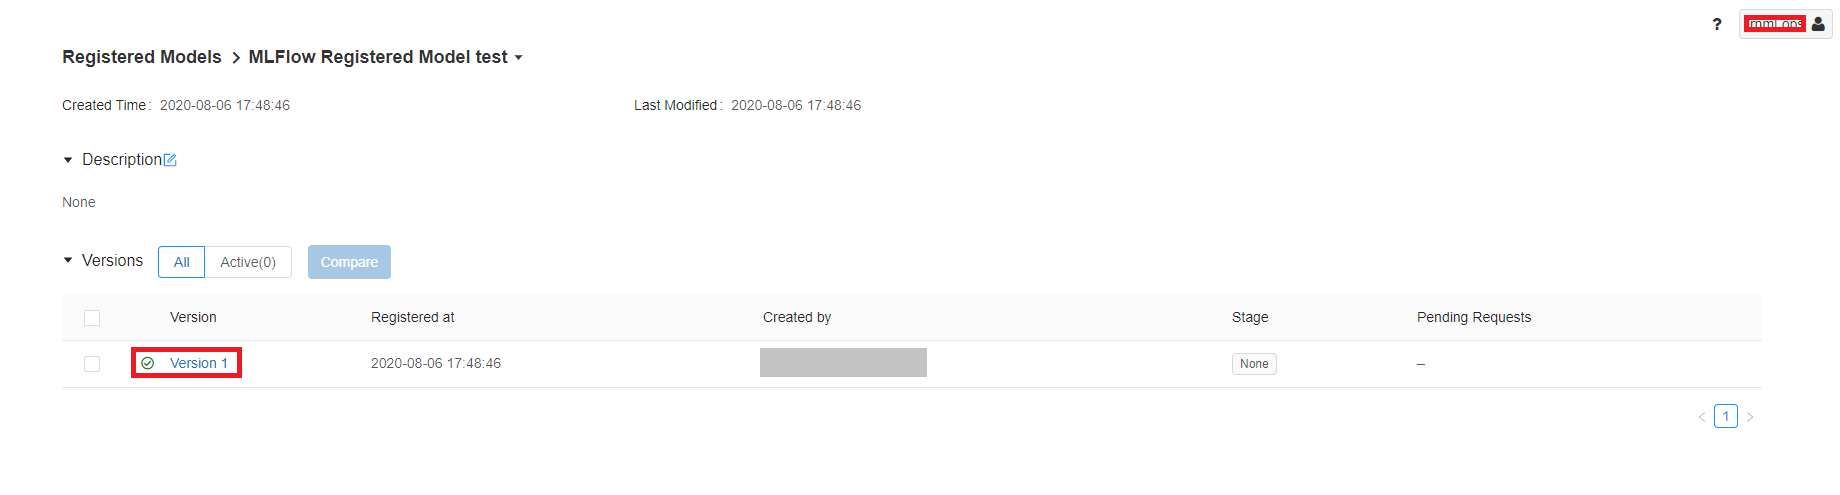 ?
Registered Models > MLFlow Registered Model test
Created Time: 2020-08-06 17:48:46
Last Modified: 2020-08-06 17:48:46
Description
None
Versions All Active(0) Compare
Version Registered at Created by Stage Pending Requests
Version 1 2020-08-06 17:48:46 None –
< 1 >